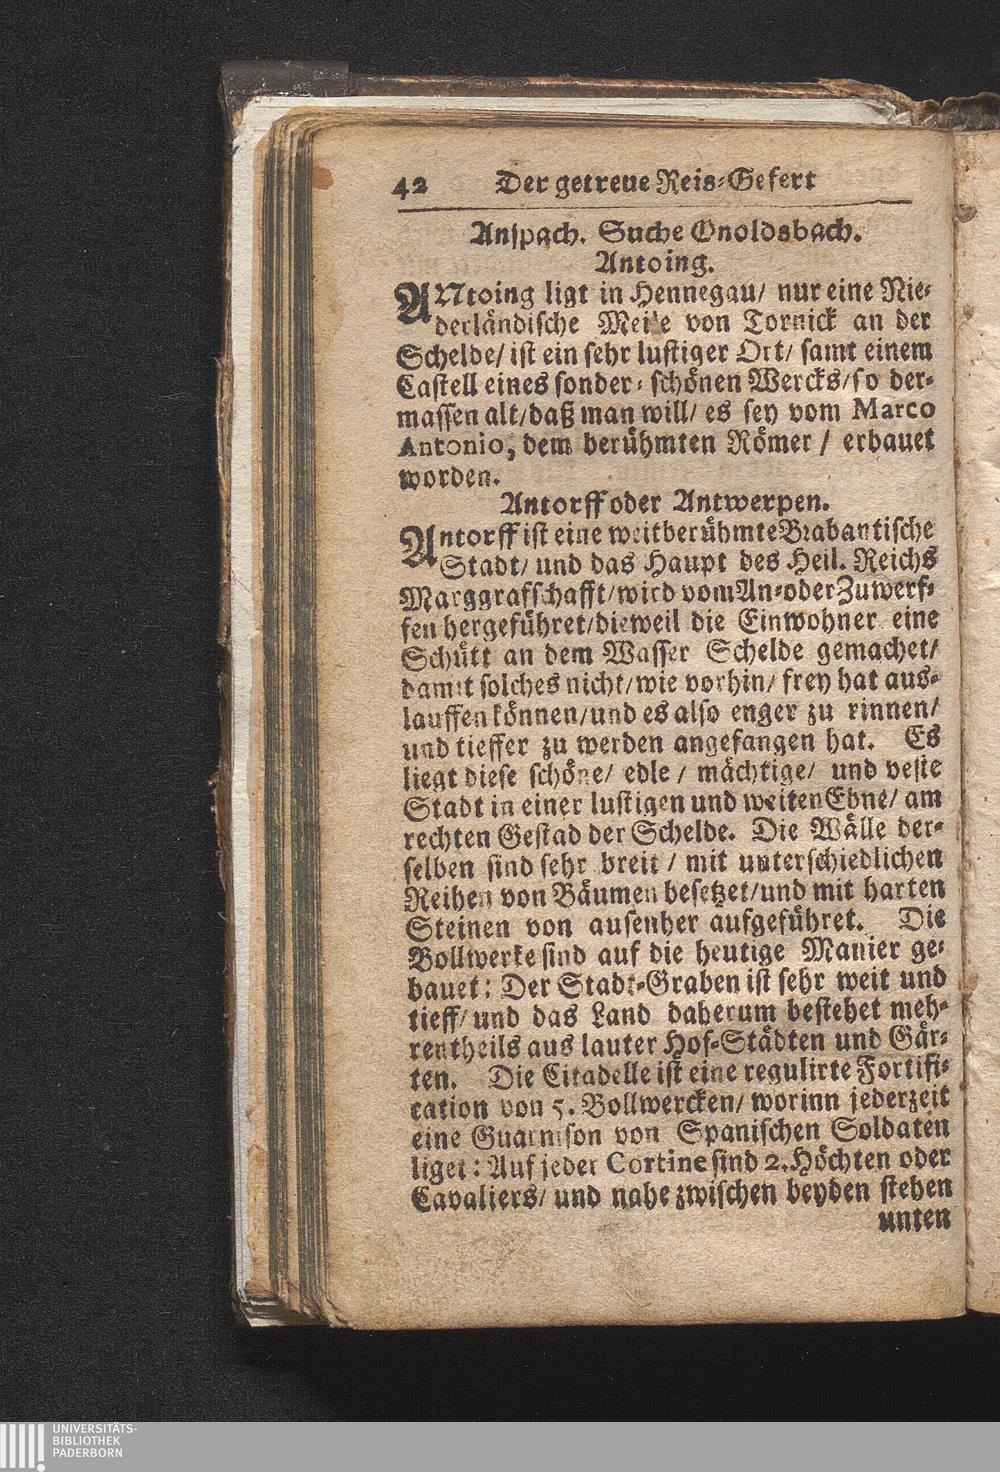 42 Der getreue Reis-Gefert
Anspach. Suche Onoldsbach.
Antoing.
ANtoing ligt in Hennegau/ nur eine Nie-
derländische Meile von Tornick an der
Schelde/ ist ein sehr lustiger Ort/ samt einem
Castell eines sonder- schönen Wercks/ so der-
massen alt/ daß man will/ es sey vom Marco
Antonio, dem berühmten Römer / erbauet
worden.
Antorff oder Antwerpen.
Antorff ist eine weitberühmte Brabantische
Stadt/ und das Haupt des Heil. Reichs
Marggrafschafft/ wird vom An- oder Zuwerf-
fen hergeführet/ dieweil die Einwohner eine
Schütt an dem Wasser Schelde gemachet/
damit solches nicht/ wie vorhin/ frey hat aus-
lauffen können/ und es also enger zu rinnen/
und tieffer zu werden angefangen hat. Es
liegt diese schöne/ edle / mächtige/ und veste
Stadt in einer lustigen und weiten Ebne/ am
rechten Gestad der Schelde. Die Wälle der-
selben sind sehr breit / mit unterschiedlichen
Reihen von Bäumen besetzet/ und mit harten
Steinen von ausenher aufgeführet. Die
Bollwerke sind auf die heutige Manier ge-
bauet: Der Stadt-Graben ist sehr weit und
tieff/ und das Land daherum bestehet meh-
rentheils aus lauter Hof-Städten und Gär-
ten. Die Citadelle ist eine regulirte Fortifi-
cation von 5. Bollwercken/ worinn jederzeit
eine Guarnison von Spanischen Soldaten
liget: Auf jeder Cortine sind 2. Höchten oder
Cavaliers/ und nahe zwischen beyden stehen
unten
UNIVERSITÄTS-
BIBLIOTHEK
PADERBORN